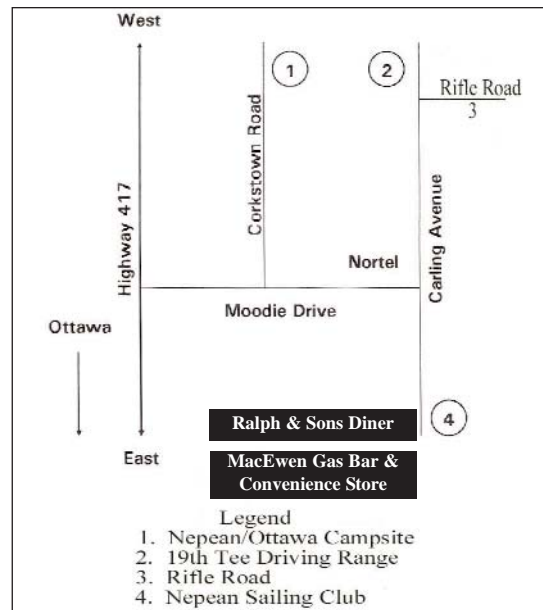 West
1
2
Rifle Road
3
Corkstown Road
Highway 417
Carling Avenue
Nortel
Moodie Drive
Ottawa
Ralph & Sons Diner
4
East
MacEwen Gas Bar &
Convenience Store
Legend
1. Nepean/Ottawa Campsite
2. 19th Tee Driving Range
3. Rifle Road
4. Nepean Sailing Club